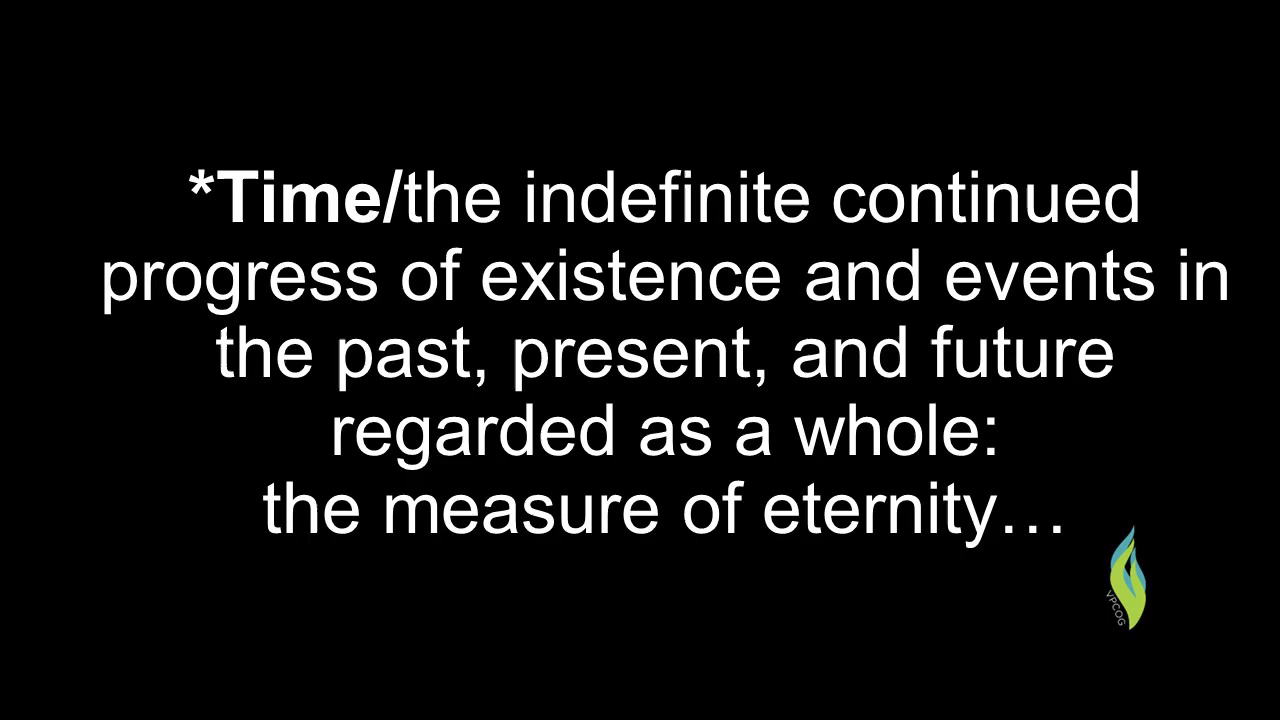 *Time/the indefinite continued
progress of existence and events in
the past, present, and future
regarded as a whole:
the measure of eternity…
VPCOG